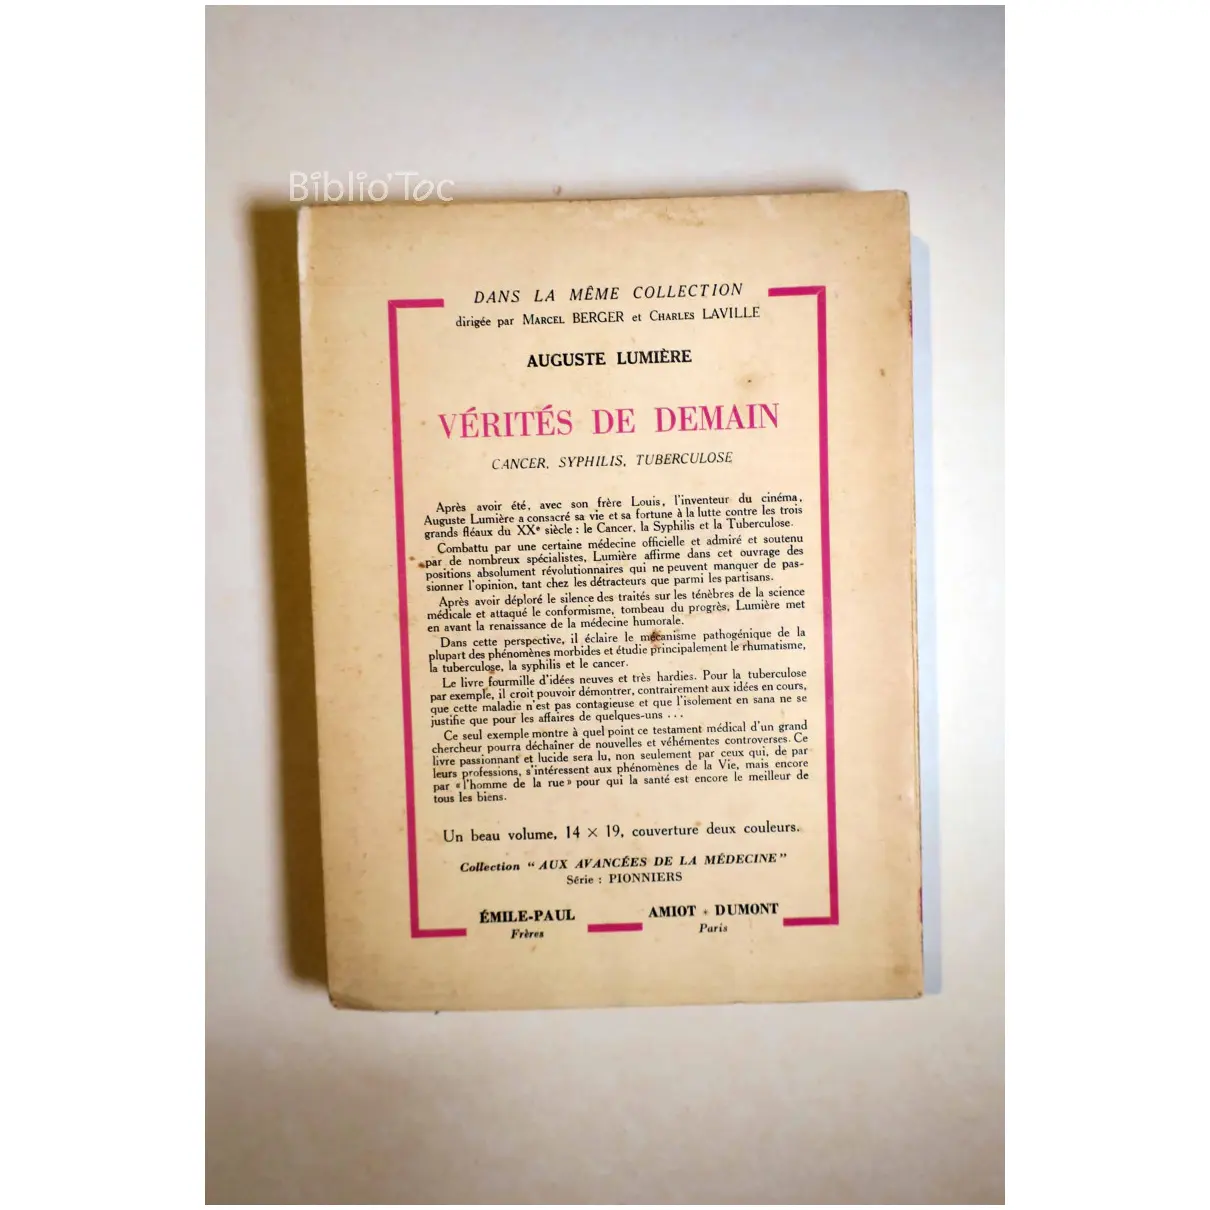 Biblio'Toc
DANS LA MÊME COLLECTION
dirigée par MARCEL BERGER et CHARLES LAVILLE
AUGUSTE LUMIÈRE
VÉRITÉS DE DEMAIN
CANCER, SYPHILIS, TUBERCULOSE
Après avoir été, avec son frère Louis, l'inventeur du cinéma,
Auguste Lumière a consacré sa vie et sa fortune à la lutte contre les trois
grands fléaux du XXe siècle : le Cancer, la Syphilis et la Tuberculose.
Combattu par une certaine médecine officielle et admiré et soutenu
par de nombreux spécialistes, Lumière affirme dans cet ouvrage des
positions absolument révolutionnaires qui ne peuvent manquer de pas-
sionner l'opinion, tant chez les détracteurs que parmi les partisans.
Après avoir déploré le silence des traités sur les ténèbres de la science
médicale et attaqué le conformisme, tombeau du progrès, Lumière met
en avant la renaissance de la médecine humorale.
Dans cette perspective, il éclaire le mécanisme pathogénique de la
plupart des phénomènes morbides et étudie principalement le rhumatisme,
la tuberculose, la syphilis et le cancer.
Le livre fourmille d'idées neuves et très hardies. Pour la tuberculose
par exemple, il croit pouvoir démontrer, contrairement aux idées en cours,
que cette maladie n'est pas contagieuse et que l'isolement en sana ne se
justifie que pour les affaires de quelques-uns ...
Ce seul exemple montre à quel point ce testament médical d'un grand
chercheur pourra déchaîner de nouvelles et véhémentes controverses. Ce
livre passionnant et lucide sera lu, non seulement par ceux qui, de par
leurs professions, s'intéressent aux phénomènes de la Vie, mais encore
par « l'homme de la rue » pour qui la santé est encore le meilleur de
tous les biens.
Un beau volume, 14 × 19, couverture deux couleurs.
Collection "AUX AVANCÉES DE LA MÉDECINE"
Série : PIONNIERS
ÉMILE-PAUL AMIOT + DUMONT
Frères Paris